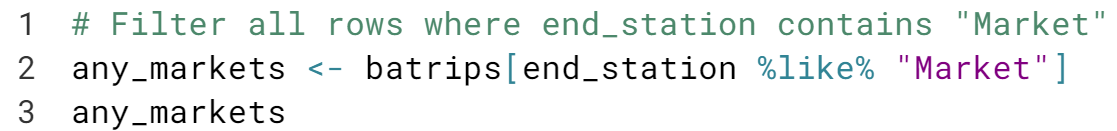 1 # Filter all rows where end_station contains "Market"
2 any_markets <- batrips[end_station %like% "Market"]
3 any_markets